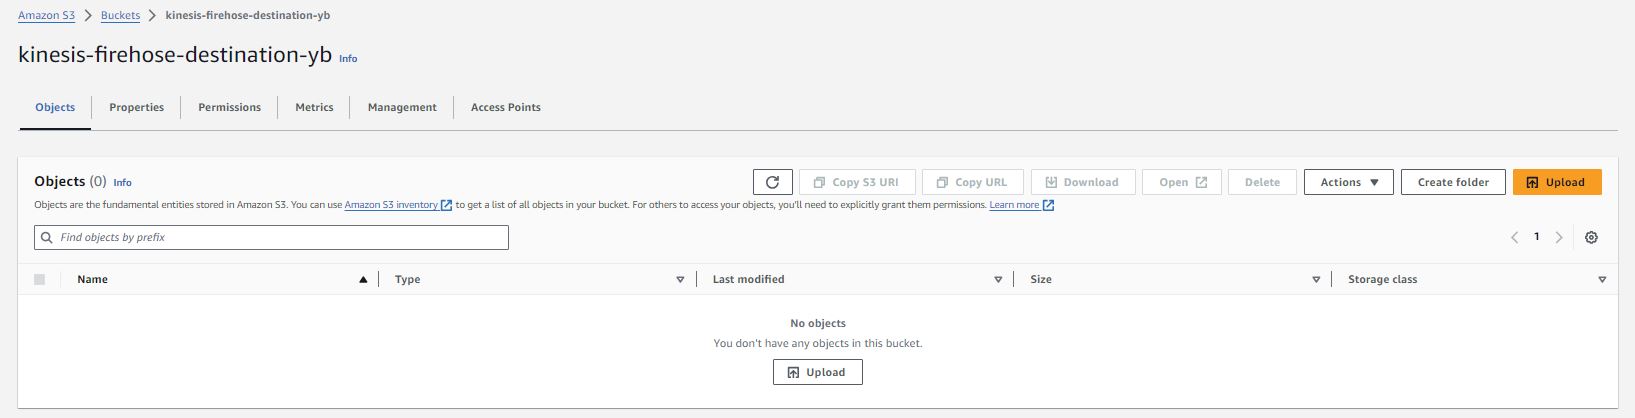 Amazon S3 > Buckets > kinesis-firehose-destination-yb
kinesis-firehose-destination-yb Info
Objects Properties Permissions Metrics Management Access Points
Objects (0) Info Copy S3 URI Copy URL Download Open Delete Actions Create folder Upload
Objects are the fundamental entities stored in Amazon S3. You can use Amazon S3 inventory to get a list of all objects in your bucket. For others to access your objects, you'll need to explicitly grant them permissions. Learn more
Find objects by prefix 1
Name Type Last modified Size Storage class
No objects
You don't have any objects in this bucket.
Upload